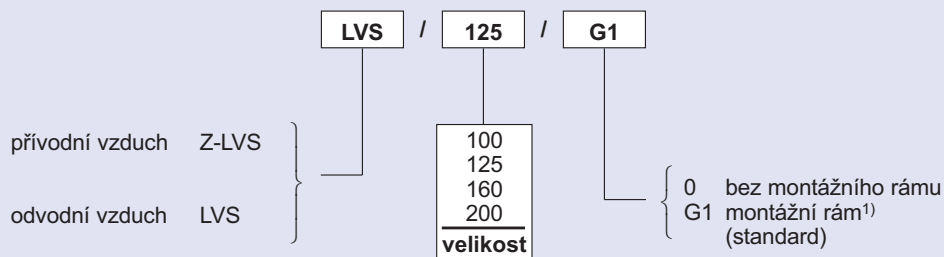 LVS / 125 / G1
přívodní vzduch Z-LVS
odvodní vzduch LVS
100
125
160
200
velikost
0 bez montážního rámu
G1 montážní rám1)
(standard)